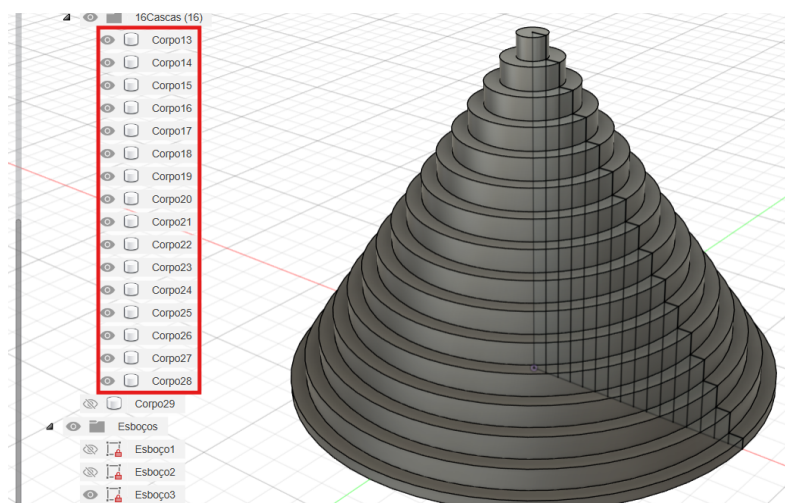 16Cascas (16)
Corpo13
Corpo14
Corpo15
Corpo16
Corpo17
Corpo18
Corpo19
Corpo20
Corpo21
Corpo22
Corpo23
Corpo24
Corpo25
Corpo26
Corpo27
Corpo28
Corpo29
Esboços
Esboço1
Esboço2
Esboço3